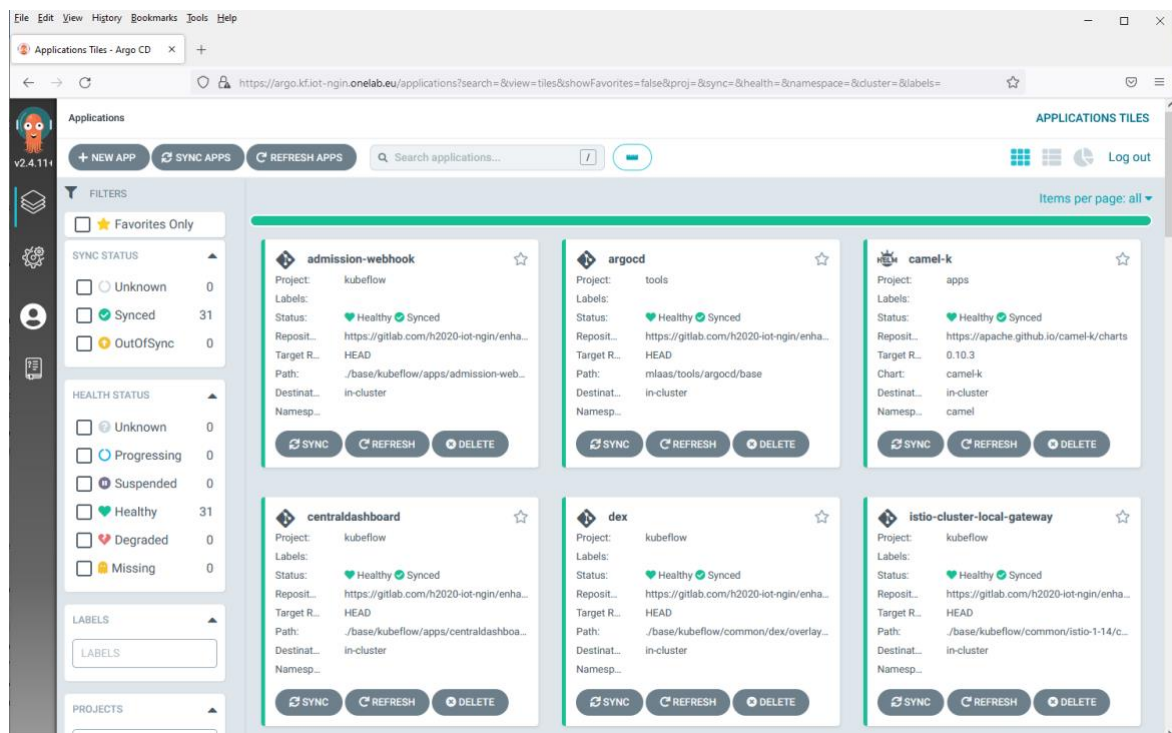 File Edit View History Bookmarks Tools Help
Applications Tiles - Argo CD
https://argo.kf.iot-ngin.onelab.eu/applications?search=&view=tiles&showFavorites=false&proj=&sync=&health=&namespace=&cluster=&labels=
Applications
APPLICATIONS TILES
v2.4.11+
+ NEW APP SYNC APPS REFRESH APPS Search applications... / Log out
FILTERS
Items per page: all
Favorites Only
SYNC STATUS
Unknown 0
Synced 31
OutOfSync 0
HEALTH STATUS
Unknown 0
Progressing 0
Suspended 0
Healthy 31
Degraded 0
Missing 0
LABELS
LABELS
PROJECTS
admission-webhook
Project: kubeflow
Labels:
Status: Healthy Synced
Reposit... https://gitlab.com/h2020-iot-ngin/enha...
Target R... HEAD
Path: ./base/kubeflow/apps/admission-web...
Destinat... in-cluster
Namesp...
SYNC REFRESH DELETE
argocd
Project: tools
Labels:
Status: Healthy Synced
Reposit... https://gitlab.com/h2020-iot-ngin/enha...
Target R... HEAD
Path: mlaas/tools/argocd/base
Destinat... in-cluster
Namesp...
SYNC REFRESH DELETE
HELM camel-k
Project: apps
Labels:
Status: Healthy Synced
Reposit... https://apache.github.io/camel-k/charts
Target R... 0.10.3
Chart: camel-k
Destinat... in-cluster
Namesp... camel
SYNC REFRESH DELETE
centraldashboard
Project: kubeflow
Labels:
Status: Healthy Synced
Reposit... https://gitlab.com/h2020-iot-ngin/enha...
Target R... HEAD
Path: ./base/kubeflow/apps/centraldashboa...
Destinat... in-cluster
Namesp...
SYNC REFRESH DELETE
dex
Project: kubeflow
Labels:
Status: Healthy Synced
Reposit... https://gitlab.com/h2020-iot-ngin/enha...
Target R... HEAD
Path: ./base/kubeflow/common/dex/overlay...
Destinat... in-cluster
Namesp...
SYNC REFRESH DELETE
istio-cluster-local-gateway
Project: kubeflow
Labels:
Status: Healthy Synced
Reposit... https://gitlab.com/h2020-iot-ngin/enha...
Target R... HEAD
Path: ./base/kubeflow/common/istio-1-14/c...
Destinat... in-cluster
Namesp...
SYNC REFRESH DELETE